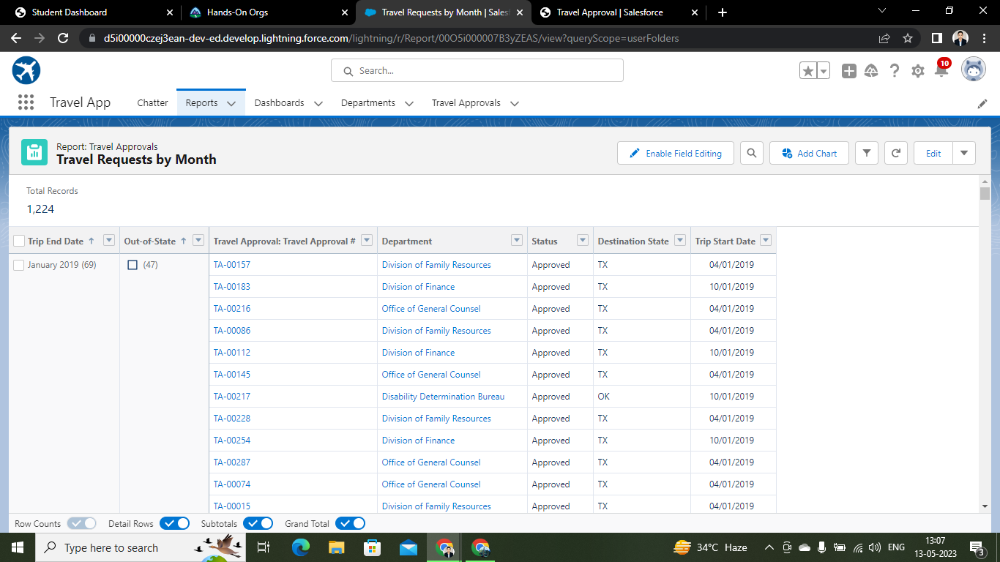 Student Dashboard
Hands-On Orgs
Travel Requests by Month | Sales
Travel Approval | Salesforce
d5i00000czej3ean-dev-ed.develop.lightning.force.com/lightning/r/Report/00O5i000007B3yZEAS/view?queryScope=userFolders
Search...
10
Travel App Chatter Reports Dashboards Departments Travel Approvals
Report: Travel Approvals
Travel Requests by Month
Enable Field Editing Add Chart Edit
Total Records
1,224
Trip End Date ↑ Out-of-State ↑ Travel Approval: Travel Approval # Department Status Destination State Trip Start Date
January 2019 (69) (47) TA-00157 Division of Family Resources Approved TX 04/01/2019
TA-00183 Division of Finance Approved TX 10/01/2019
TA-00216 Office of General Counsel Approved TX 04/01/2019
TA-00086 Division of Family Resources Approved TX 04/01/2019
TA-00112 Division of Finance Approved TX 10/01/2019
TA-00145 Office of General Counsel Approved TX 04/01/2019
TA-00217 Disability Determination Bureau Approved OK 10/01/2019
TA-00228 Division of Family Resources Approved TX 04/01/2019
TA-00254 Division of Finance Approved TX 10/01/2019
TA-00287 Office of General Counsel Approved TX 04/01/2019
TA-00074 Office of General Counsel Approved TX 04/01/2019
TA-00015 Division of Family Resources Approved TX 04/01/2019
Row Counts Detail Rows Subtotals Grand Total
Type here to search
34°C Haze
ENG
13:07
13-05-2023
3